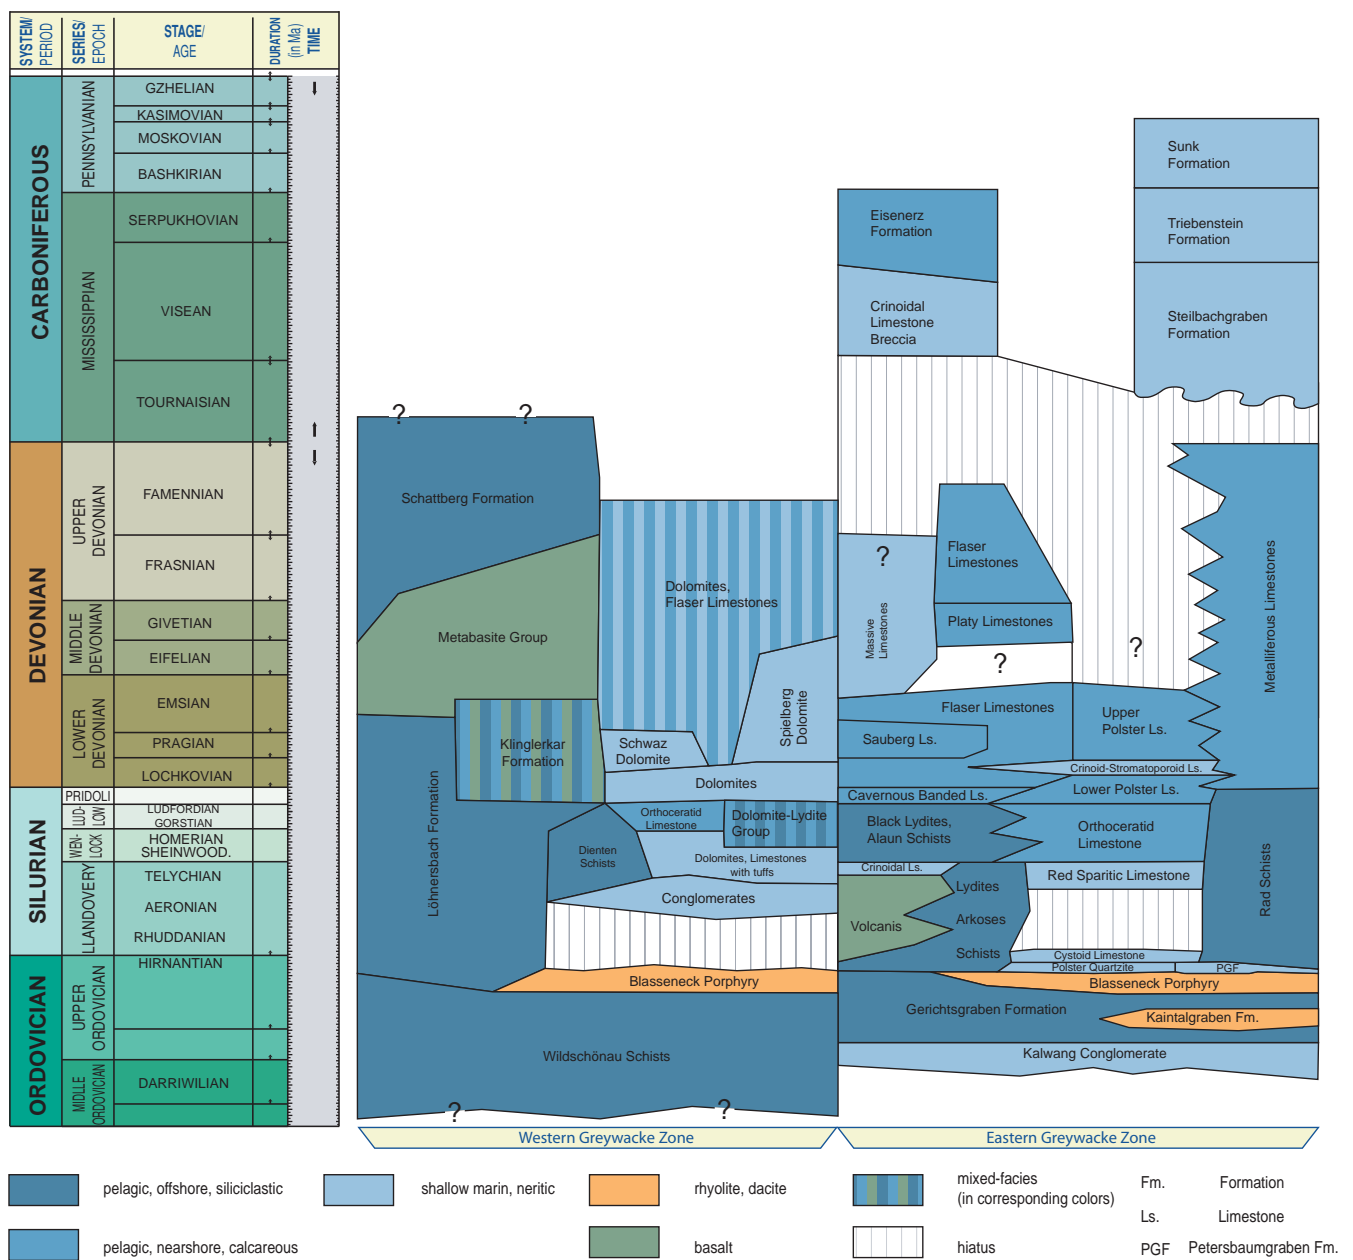 SYSTEM/
PERIOD
SERIES/
EPOCH
STAGE/
AGE
DURATION
(in Ma)
TIME
CARBONIFEROUS
DEVONIAN
SILURIAN
ORDOVICIAN
PENNSYLVANIAN
MISSISSIPPIAN
UPPER
DEVONIAN
MIDDLE
DEVONIAN
LOWER
DEVONIAN
PRIDOLI
LUD-
LOW
WEN-
LOCK
LLANDOVERY
UPPER
ORDOVICIAN
MIDLLE
ORDOVICIAN
GZHELIAN
KASIMOVIAN
MOSKOVIAN
BASHKIRIAN
SERPUKHOVIAN
VISEAN
TOURNAISIAN
FAMENNIAN
FRASNIAN
GIVETIAN
EIFELIAN
EMSIAN
PRAGIAN
LOCHKOVIAN
LUDFORDIAN
GORSTIAN
HOMERIAN
SHEINWOOD.
TELYCHIAN
AERONIAN
RHUDDANIAN
HIRNANTIAN
DARRIWILIAN
? ?
Schattberg Formation
Metabasite Group
Klinglerkar
Formation
Löhnersbach Formation
Dolomites,
Flaser Limestones
Spielberg
Dolomite
Schwaz
Dolomite
Dolomites
Orthoceratid
Limestone
Dolomite-Lydite
Group
Dienten
Schists
Dolomites, Limestones
with tuffs
Conglomerates
Blasseneck Porphyry
Wildschönau Schists
? ?
Eisenerz
Formation
Crinoidal
Limestone
Breccia
Sunk
Formation
Triebenstein
Formation
Steilbachgraben
Formation
?
Massive
Limestones
Flaser
Limestones
Platy Limestones
?
?
Metalliferous Limestones
Flaser Limestones
Upper
Polster Ls.
Sauberg Ls.
Crinoid-Stromatoporoid Ls.
Cavernous Banded Ls.
Lower Polster Ls.
Black Lydites,
Alaun Schists
Orthoceratid
Limestone
Crinoidal Ls.
Red Sparitic Limestone
Lydites
Arkoses
Schists
Volcanis
Rad Schists
Cystoid Limestone
Polster Quartzite
PGF
Blasseneck Porphyry
Gerichtsgraben Formation
Kaintalgraben Fm.
Kalwang Conglomerate
Western Greywacke Zone
Eastern Greywacke Zone
pelagic, offshore, siliciclastic
shallow marin, neritic
rhyolite, dacite
mixed-facies
(in corresponding colors)
Fm. Formation
Ls. Limestone
pelagic, nearshore, calcareous
basalt
hiatus
PGF Petersbaumgraben Fm.